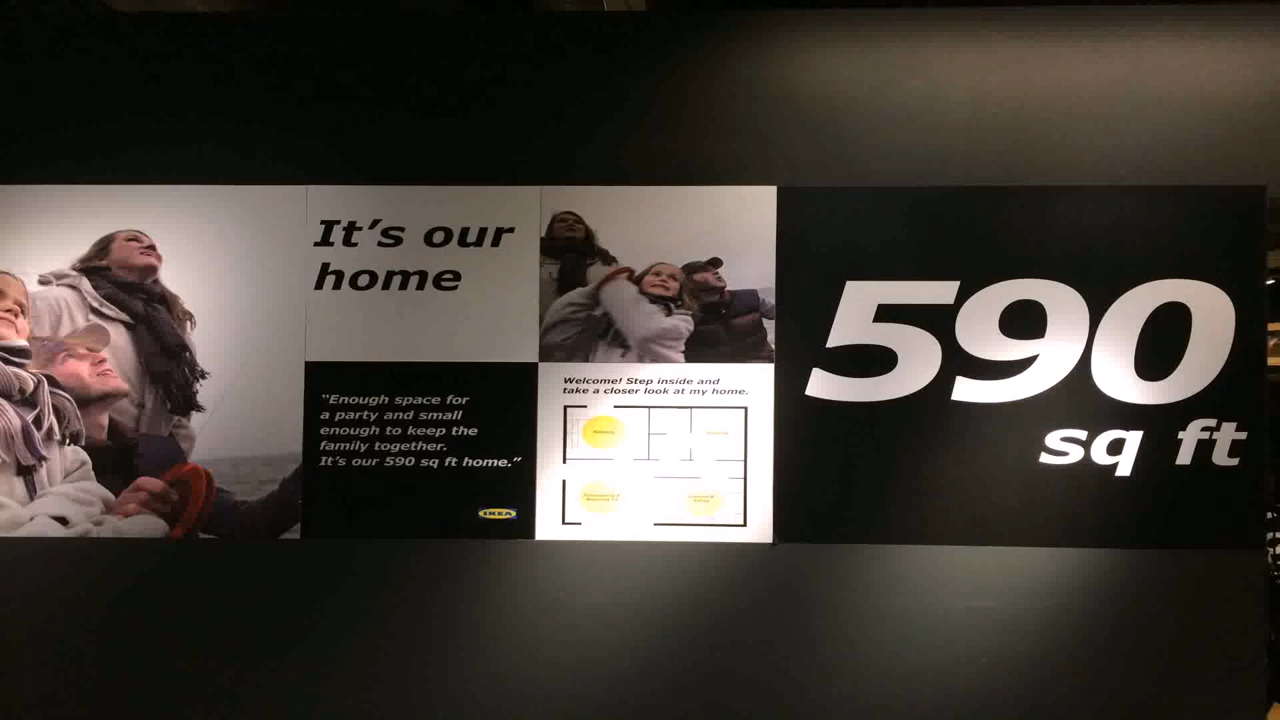 It's our
home
"Enough space for
a party and small
enough to keep the
family together.
It's our 590 sq ft home."
IKEA
Welcome! Step inside and
take a closer look at my home.
590
sq ft